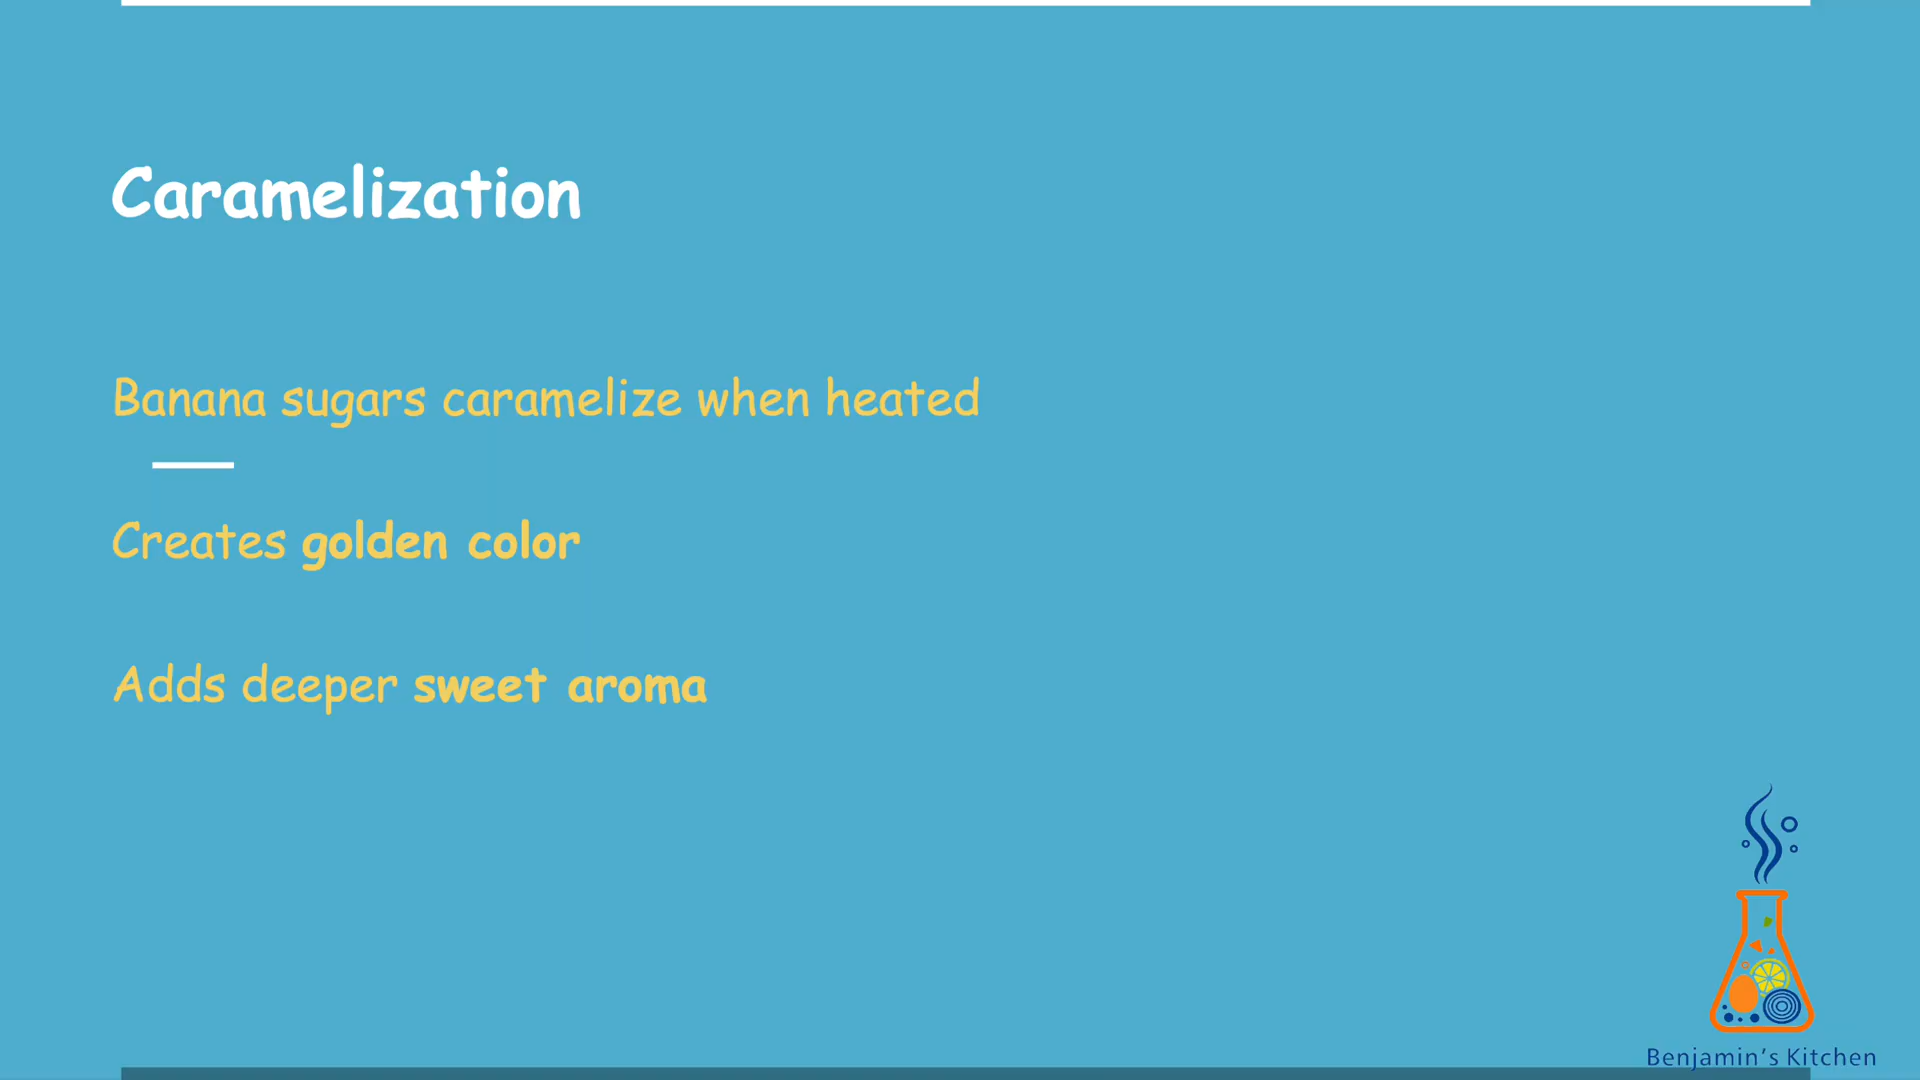 Caramelization
Banana sugars caramelize when heated
Creates golden color
Adds deeper sweet aroma
Benjamin's Kitchen